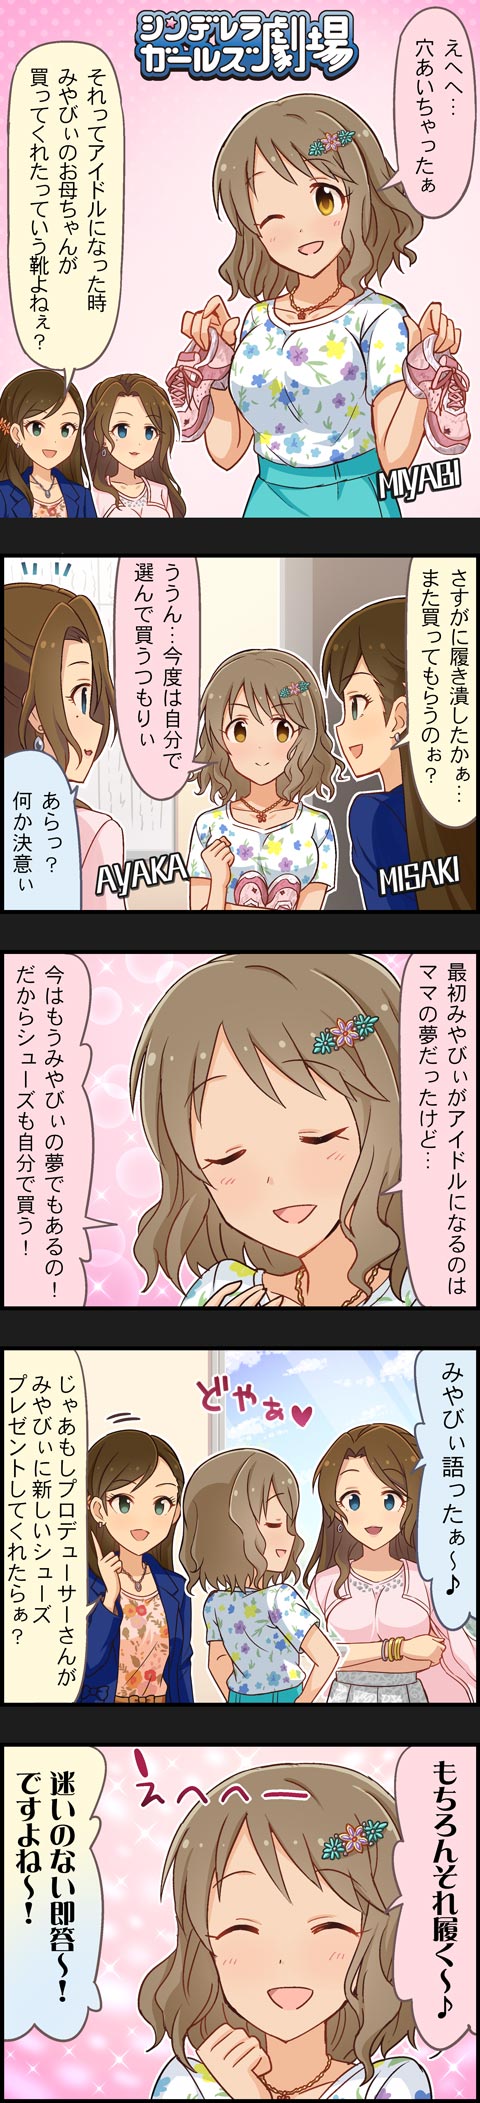 シンデレラ
ガールズ劇場
えへへ…
穴あいちゃったぁ
それってアイドルになった時
みやびぃのお母ちゃんが
買ってくれたっていう靴よねぇ？
MIYABI
さすがに履き潰したかぁ…
また買ってもらうのぉ？
ううん…今度は自分で
選んで買うつもりぃ
あらっ？
何か決意ぃ
AYAKA
MISAKI
最初みやびぃがアイドルになるのは
ママの夢だったけど…
今はもうみやびぃの夢でもあるの！
だからシューズも自分で買う！
みやびぃ語ったぁ～♪
どやぁ♥
じゃあもしプロデューサーさんが
みやびぃに新しいシューズ
プレゼントしてくれたらぁ？
もちろんそれ履く～♪
えへへー
迷いのない即答～！
ですよね～！